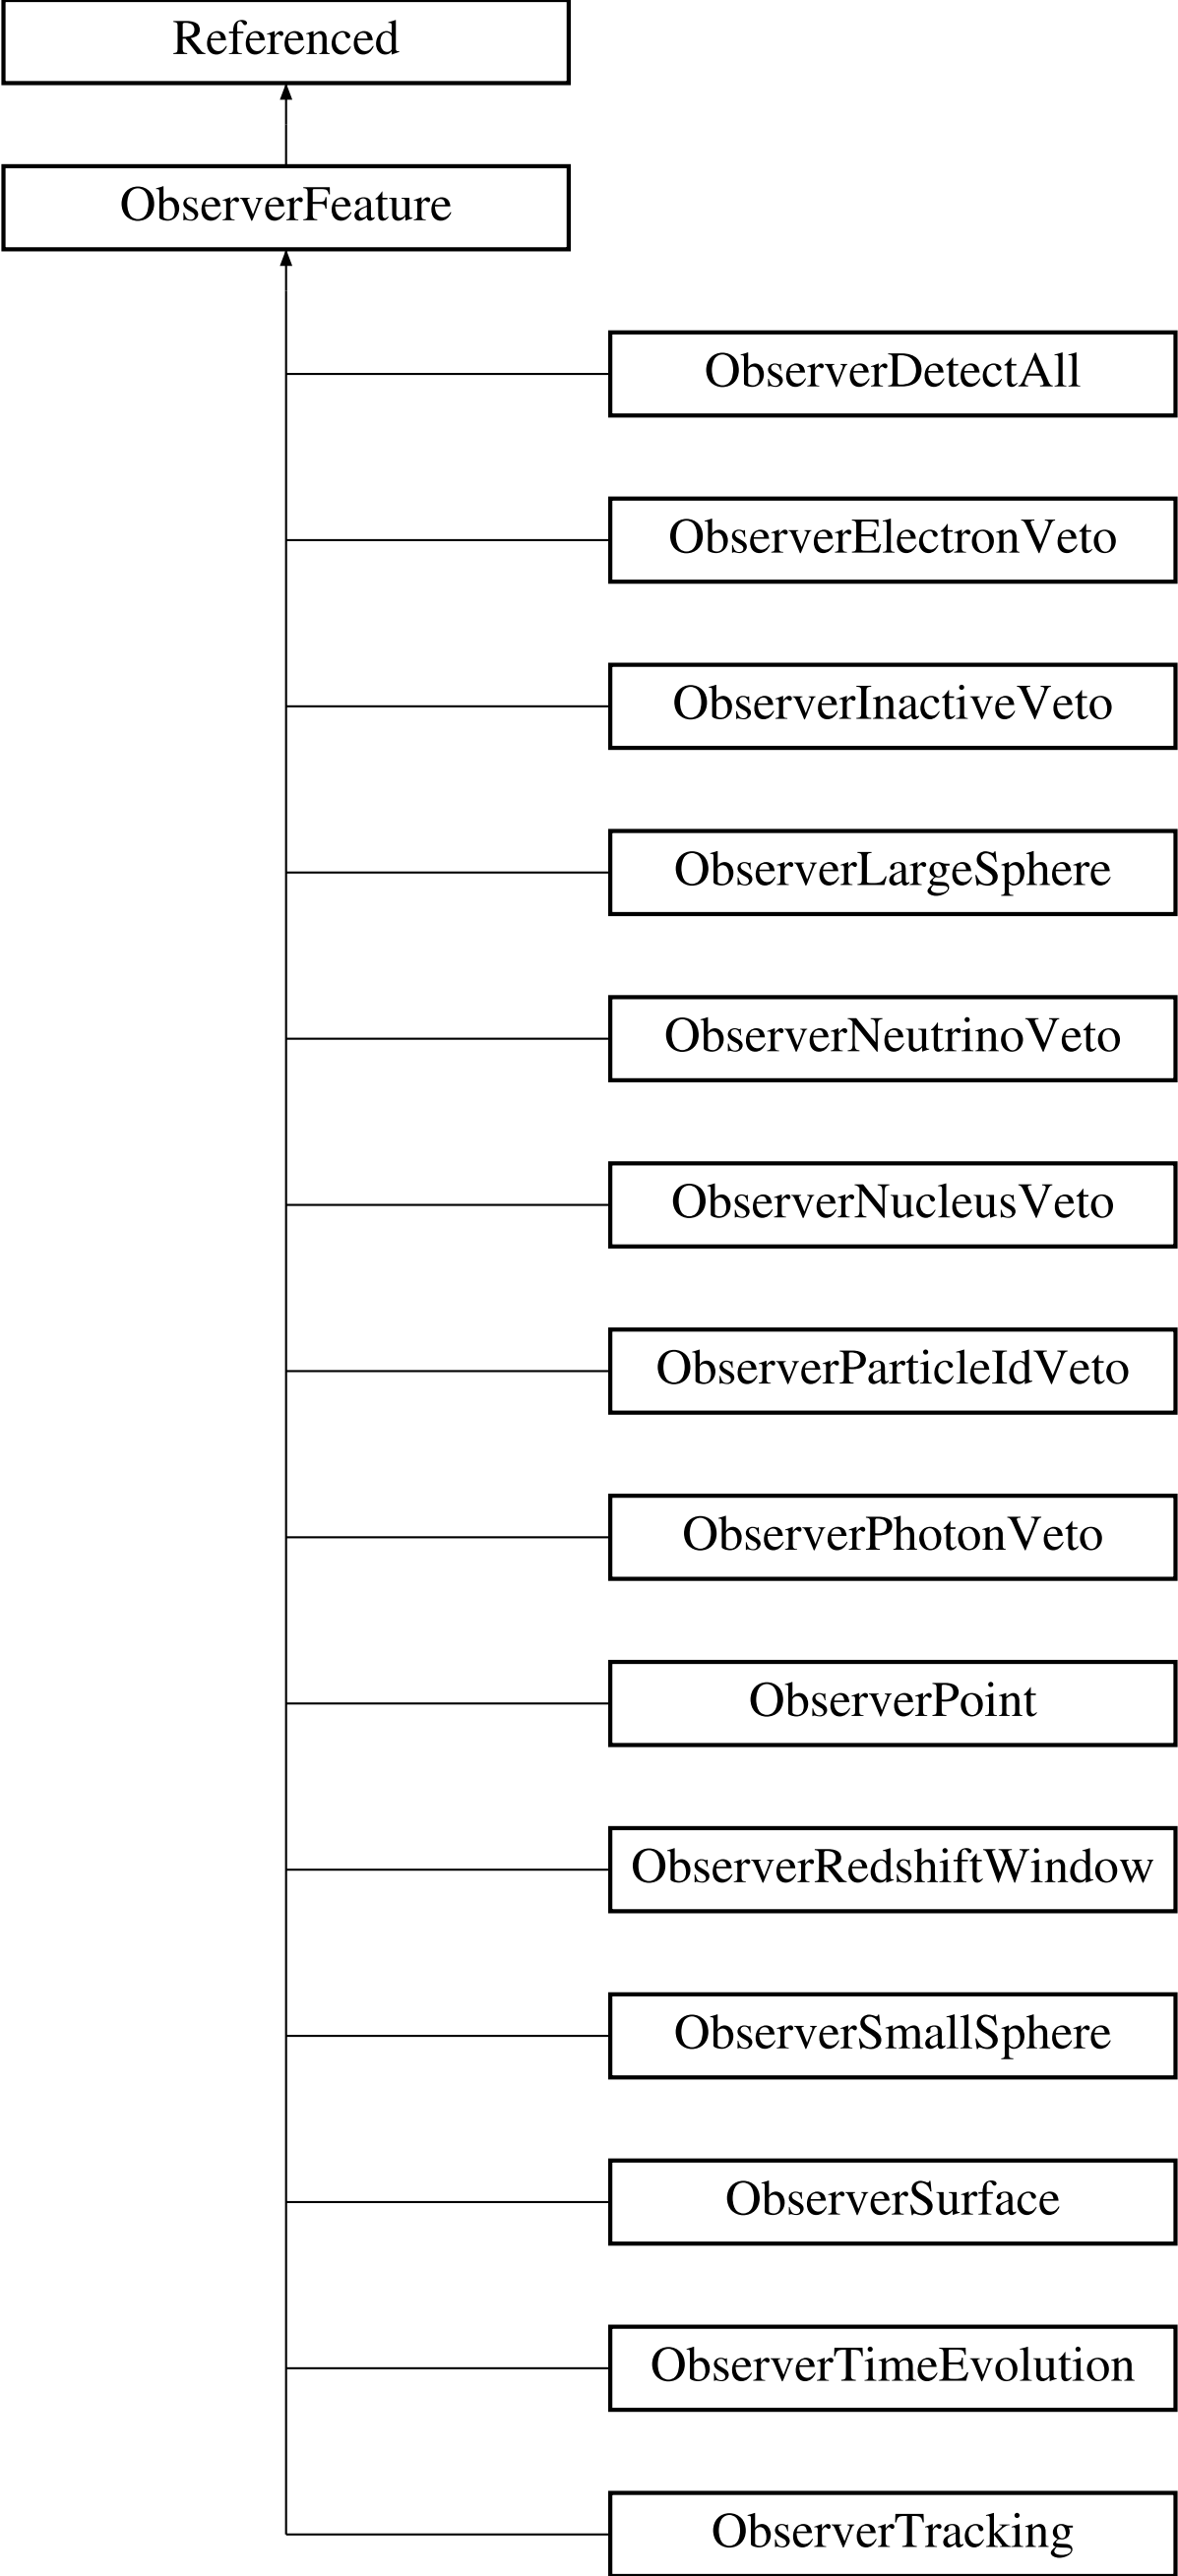 Referenced
ObserverFeature
ObserverDetectAll
ObserverElectronVeto
ObserverInactiveVeto
ObserverLargeSphere
ObserverNeutrinoVeto
ObserverNucleusVeto
ObserverParticleIdVeto
ObserverPhotonVeto
ObserverPoint
ObserverRedshiftWindow
ObserverSmallSphere
ObserverSurface
ObserverTimeEvolution
ObserverTracking